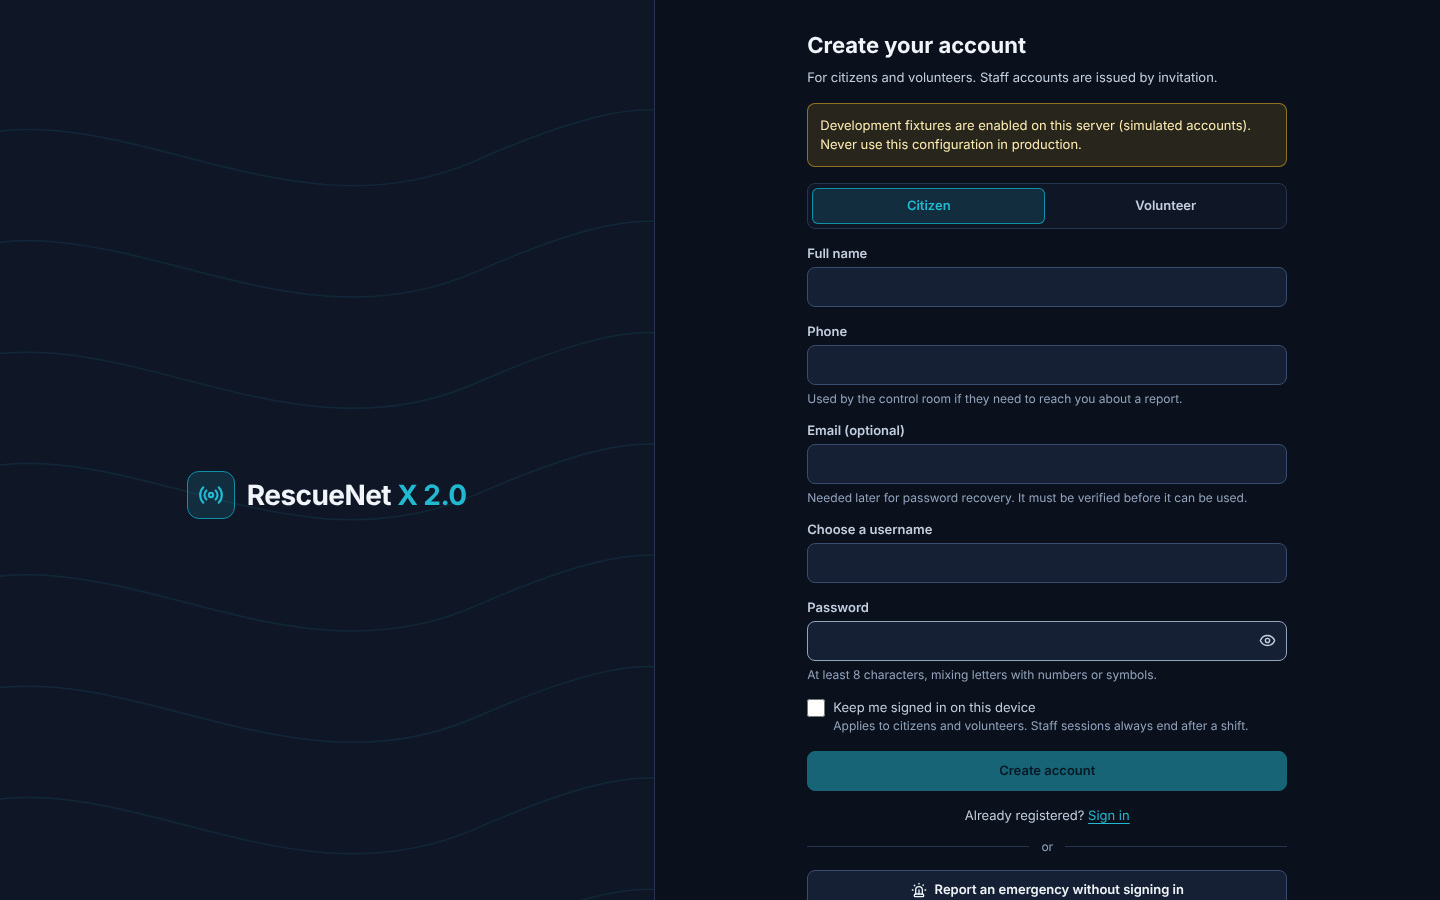 Create your account
For citizens and volunteers. Staff accounts are issued by invitation.
Development fixtures are enabled on this server (simulated accounts).
Never use this configuration in production.
Citizen
Volunteer
Full name
Phone
Used by the control room if they need to reach you about a report.
Email (optional)
Needed later for password recovery. It must be verified before it can be used.
RescueNet X 2.0
Choose a username
Password
At least 8 characters, mixing letters with numbers or symbols.
Keep me signed in on this device
Applies to citizens and volunteers. Staff sessions always end after a shift.
Create account
Already registered? Sign in
or
Report an emergency without signing in